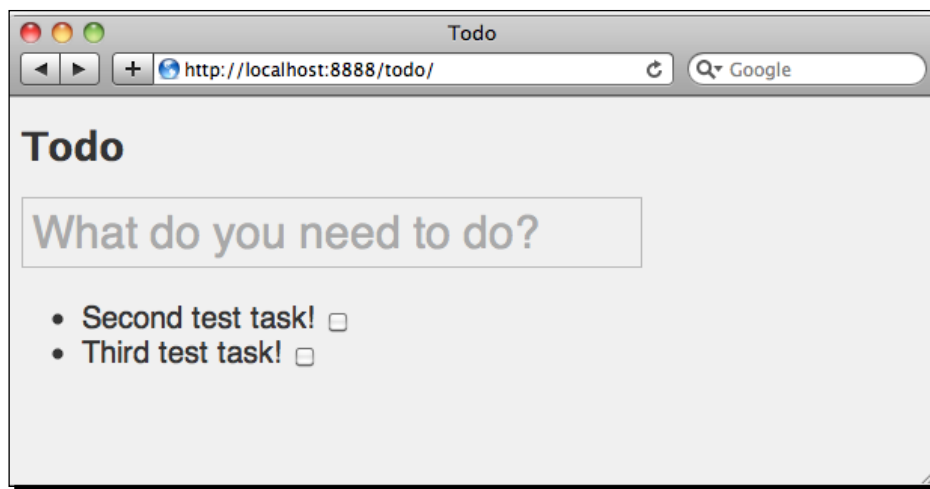 Todo
http://localhost:8888/todo/
Google
Todo
What do you need to do?
Second test task!
Third test task!